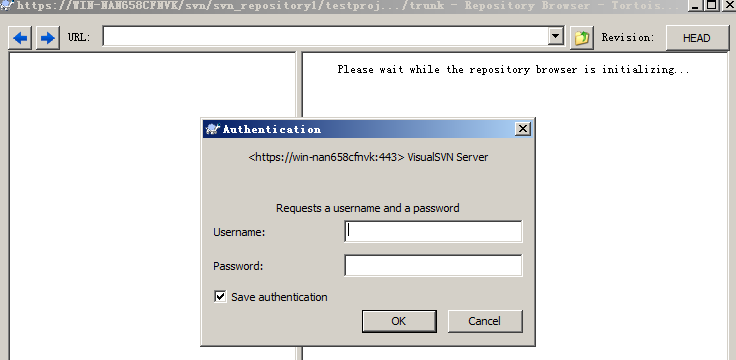 https://WIN-NAN658CFNVK/svn/svn_repository1/testproj.../trunk - Repository Browser - Tortois...
URL:
Revision:
HEAD
Please wait while the repository browser is initializing...
Authentication
<https://win-nan658cfnvk:443> VisualSVN Server
Requests a username and a password
Username:
Password:
Save authentication
OK
Cancel